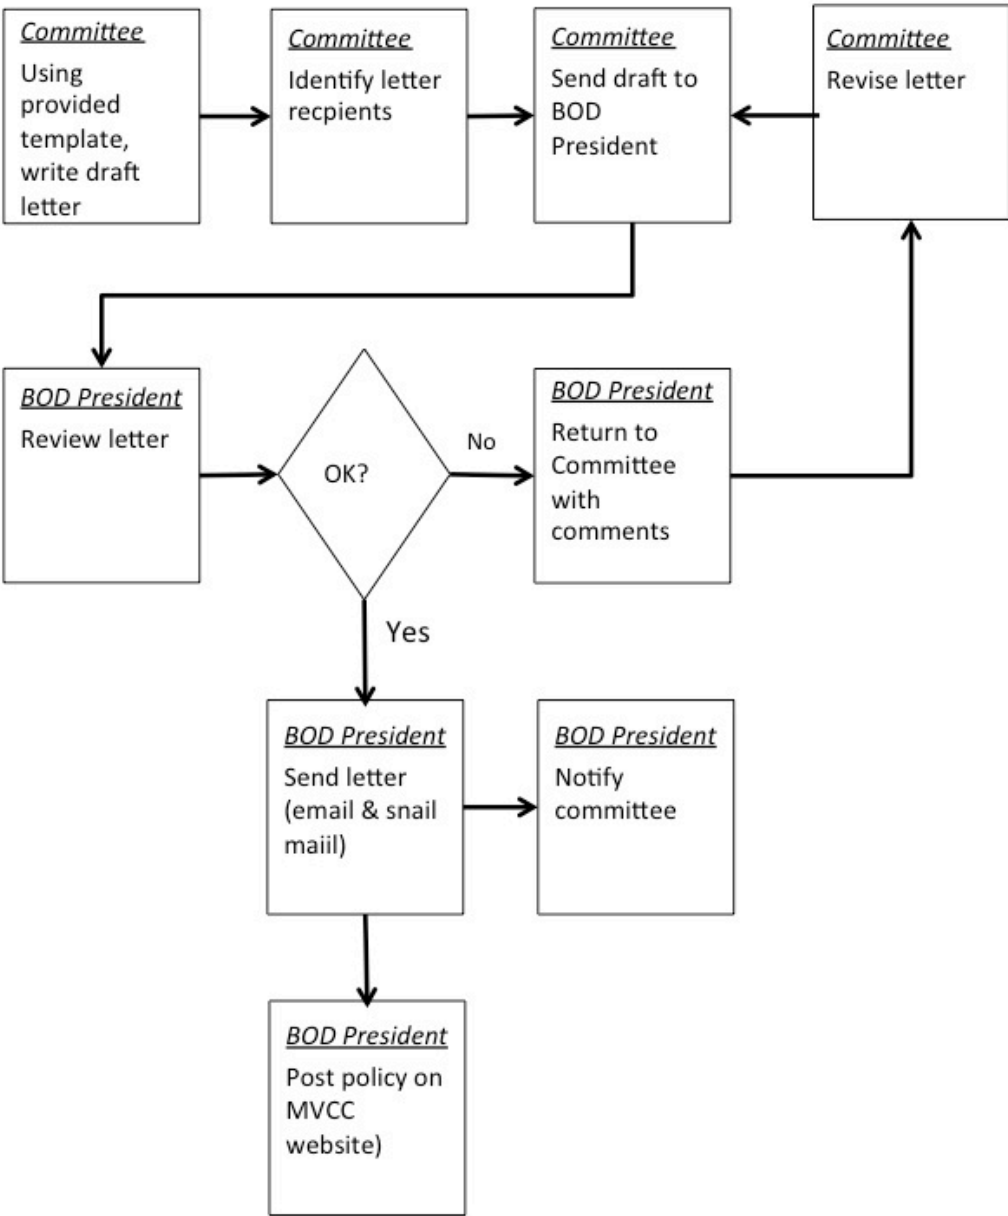 Committee
Using
provided
template,
write draft
letter
Committee
Identify letter
recpients
Committee
Send draft to
BOD
President
Committee
Revise letter
BOD President
Review letter
OK?
No
BOD President
Return to
Committee
with
comments
Yes
BOD President
Send letter
(email & snail
maiil)
BOD President
Notify
committee
BOD President
Post policy on
MVCC
website)